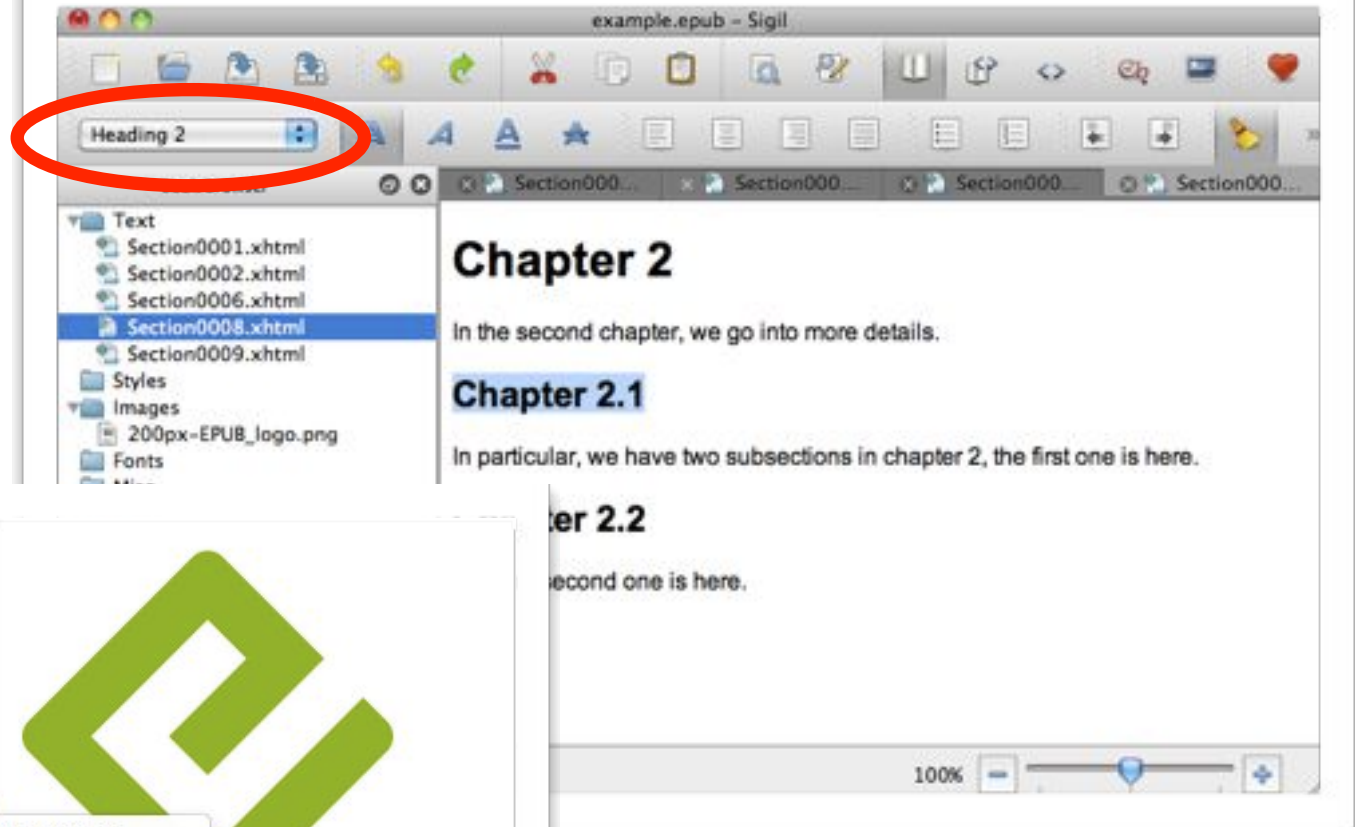 example.epub – Sigil
Heading 2
Section000...
Section000...
Section000...
Section000...
Text
Section0001.xhtml
Section0002.xhtml
Section0006.xhtml
Section0008.xhtml
Section0009.xhtml
Styles
Images
200px-EPUB_logo.png
Fonts
Chapter 2
In the second chapter, we go into more details.
Chapter 2.1
In particular, we have two subsections in chapter 2, the first one is here.
ter 2.2
second one is here.
100%